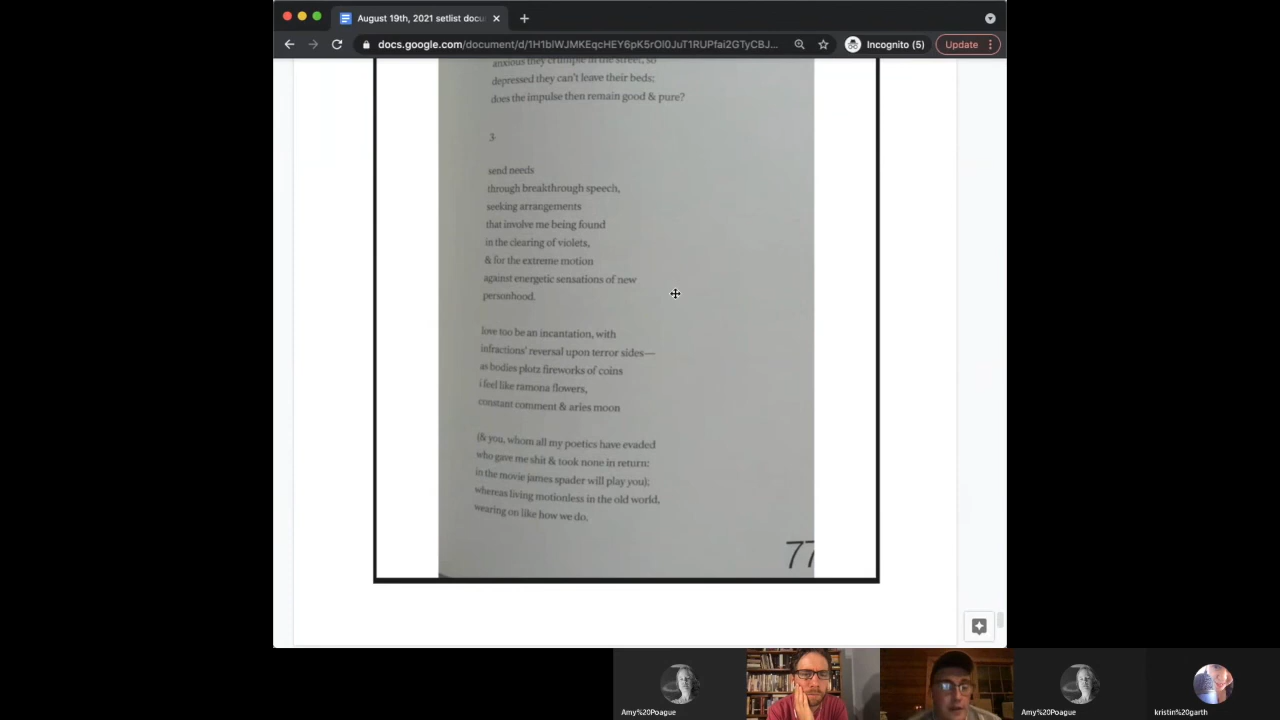 August 19th, 2021 setlist docu
docs.google.com/document/d/1H1blWJMKEqcHEY6pK5rOl0JuT1RUPfai2GTyCBJ...
Incognito (5)
Update
anxious they crumple in the street, so
depressed they can't leave their beds;
does the impulse then remain good & pure?
3.
send needs
through breakthrough speech,
seeking arrangements
that involve me being found
in the clearing of violets,
& for the extreme motion
against energetic sensations of new
personhood.
love too be an incantation, with
infractions' reversal upon terror sides—
as bodies plotz fireworks of coins
i feel like ramona flowers,
constant comment & aries moon
(& you, whom all my poetics have evaded
who gave me shit & took none in return:
in the movie james spader will play you);
whereas living motionless in the old world,
wearing on like how we do.
77
Amy%20Poague
Amy%20Poague
kristin%20garth